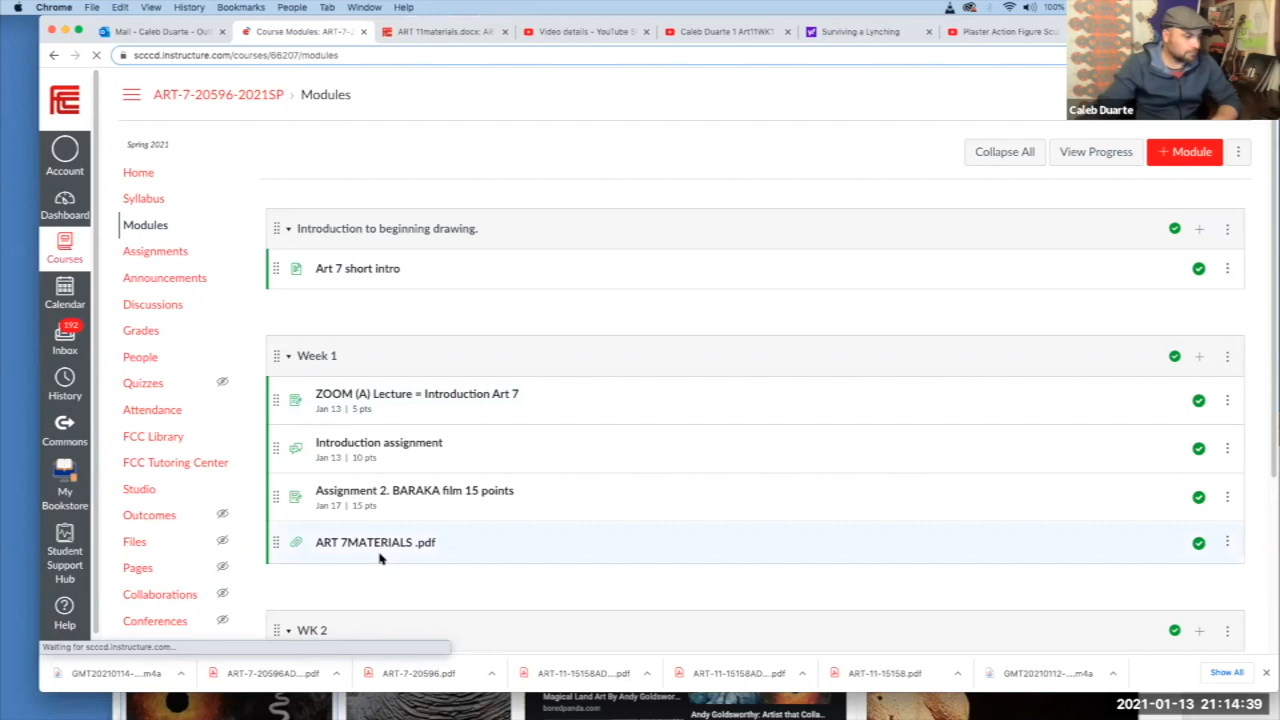 Chrome File Edit View History Bookmarks People Tab Window Help 100%
Mail - Caleb Duarte - Out
Course Modules: ART-7-2
ART 11materials.docx: AR
Video details - YouTube S
Caleb Duarte 1 Art11WK1
Surviving a Lynching
Plaster Action Figure Scu
scccd.instructure.com/courses/66207/modules
Caleb Duarte
ART-7-20596-2021SP › Modules
Spring 2021
Collapse All View Progress + Module
Account
Dashboard
Courses
Calendar
192
Inbox
History
Commons
My
Bookstore
Student
Support
Hub
Help
Home
Syllabus
Modules
Assignments
Announcements
Discussions
Grades
People
Quizzes
Attendance
FCC Library
FCC Tutoring Center
Studio
Outcomes
Files
Pages
Collaborations
Conferences
Introduction to beginning drawing.
Art 7 short intro
Week 1
ZOOM (A) Lecture = Introduction Art 7
Jan 13 | 5 pts
Introduction assignment
Jan 13 | 10 pts
Assignment 2. BARAKA film 15 points
Jan 17 | 15 pts
ART 7MATERIALS .pdf
WK 2
Waiting for scccd.instructure.com...
GMT20210114-....m4a
ART-7-20596AD....pdf
ART-7-20596.pdf
ART-11-15158AD....pdf
ART-11-15158AD....pdf
ART-11-15158.pdf
GMT20210112-....m4a
Show All
Magical Land Art By Andy Goldswor...
boredpanda.com
Andy Goldsworthy: Artist that Colla...
2021-01-13 21:14:39